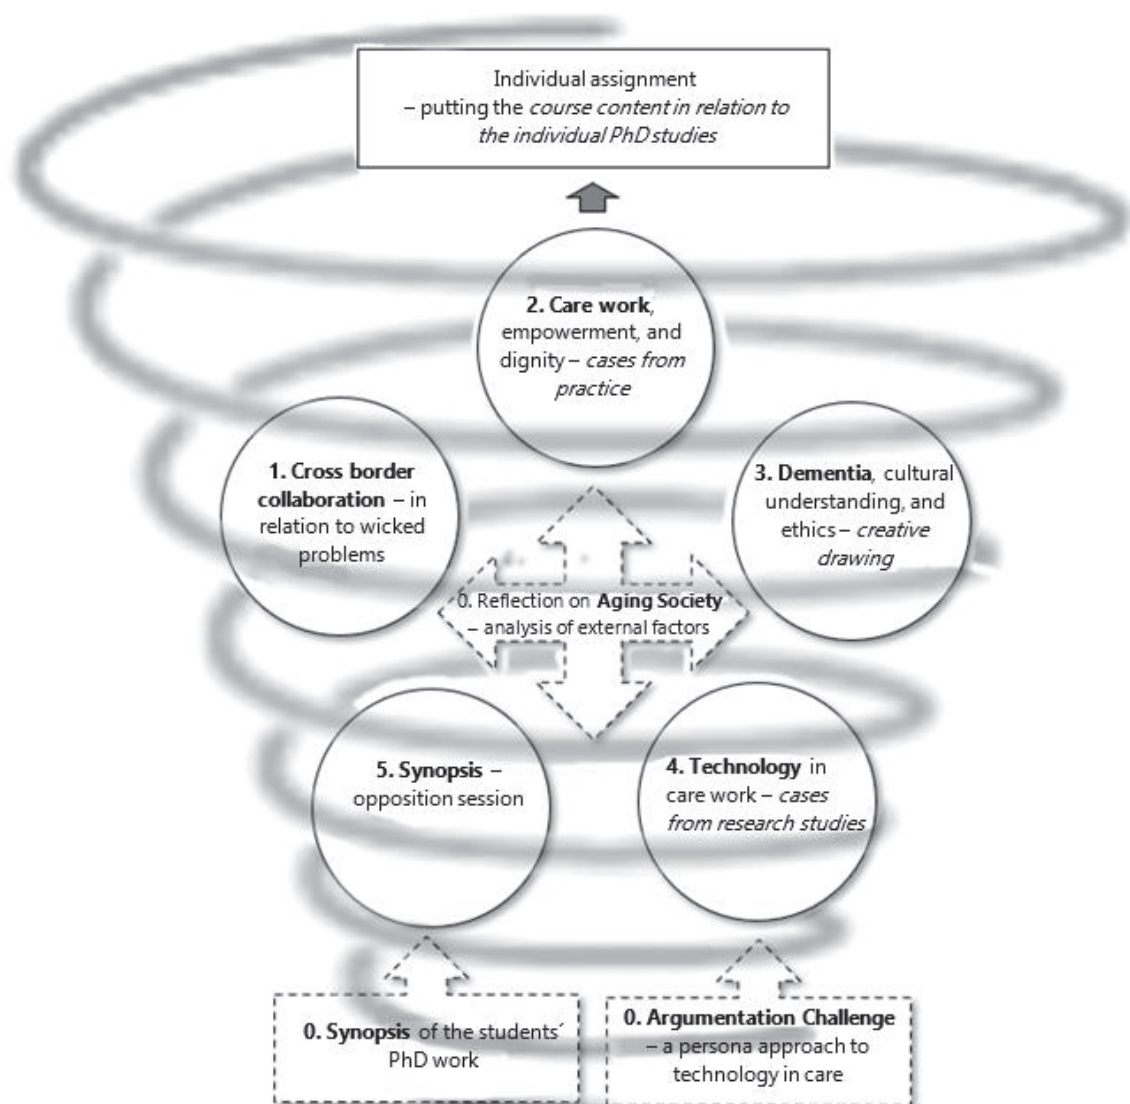 Individual assignment
– putting the course content in relation to
the individual PhD studies
2. Care work,
empowerment, and
dignity – cases from
practice
1. Cross border
collaboration – in
relation to wicked
problems
3. Dementia, cultural
understanding, and
ethics – creative
drawing
0. Reflection on Aging Society
– analysis of external factors
5. Synopsis –
opposition session
4. Technology in
care work – cases
from research studies
0. Synopsis of the students´
PhD work
0. Argumentation Challenge
– a persona approach to
technology in care